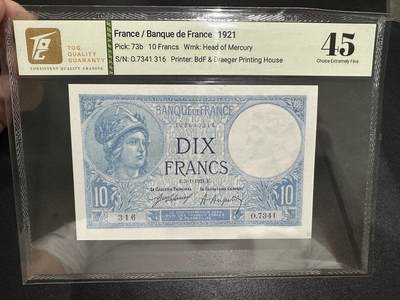 TQG
TOG QUALITY GUARANTY
CONSISTENT QUALITY GRADING
France / Banque de France 1921
Pick: 73b 10 Francs Wmk: Head of Mercury
S/N: O.7341 316 Printer: BdF & Draeger Printing House
45
Choice Extremely Fine
BANQUE DE FRANCE
DIX
FRANCS
10
10
316
O.7341